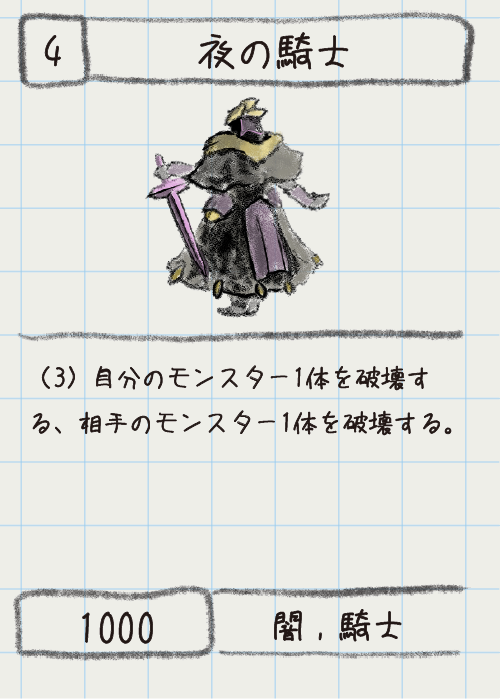 4
夜の騎士
（3）自分のモンスター1体を破壊す
る、相手のモンスター1体を破壊する。
1000
闇，騎士